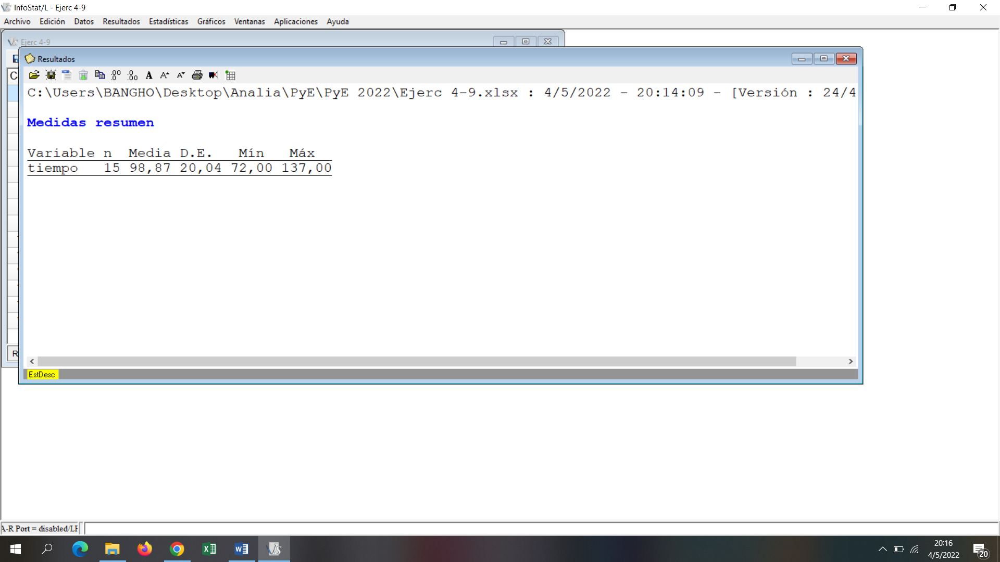 InfoStat/L - Ejerc 4-9
Archivo Edición Datos Resultados Estadísticas Gráficos Ventanas Aplicaciones Ayuda
Ejerc 4-9
Resultados
C:\Users\BANGHO\Desktop\Analia\PyE\PyE 2022\Ejerc 4-9.xlsx : 4/5/2022 - 20:14:09 - [Versión : 24/4
Medidas resumen
Variable n Media D.E. Mín Máx
tiempo 15 98,87 20,04 72,00 137,00
EstDesc
A-R Port = disabled/LF
20:16
4/5/2022
20